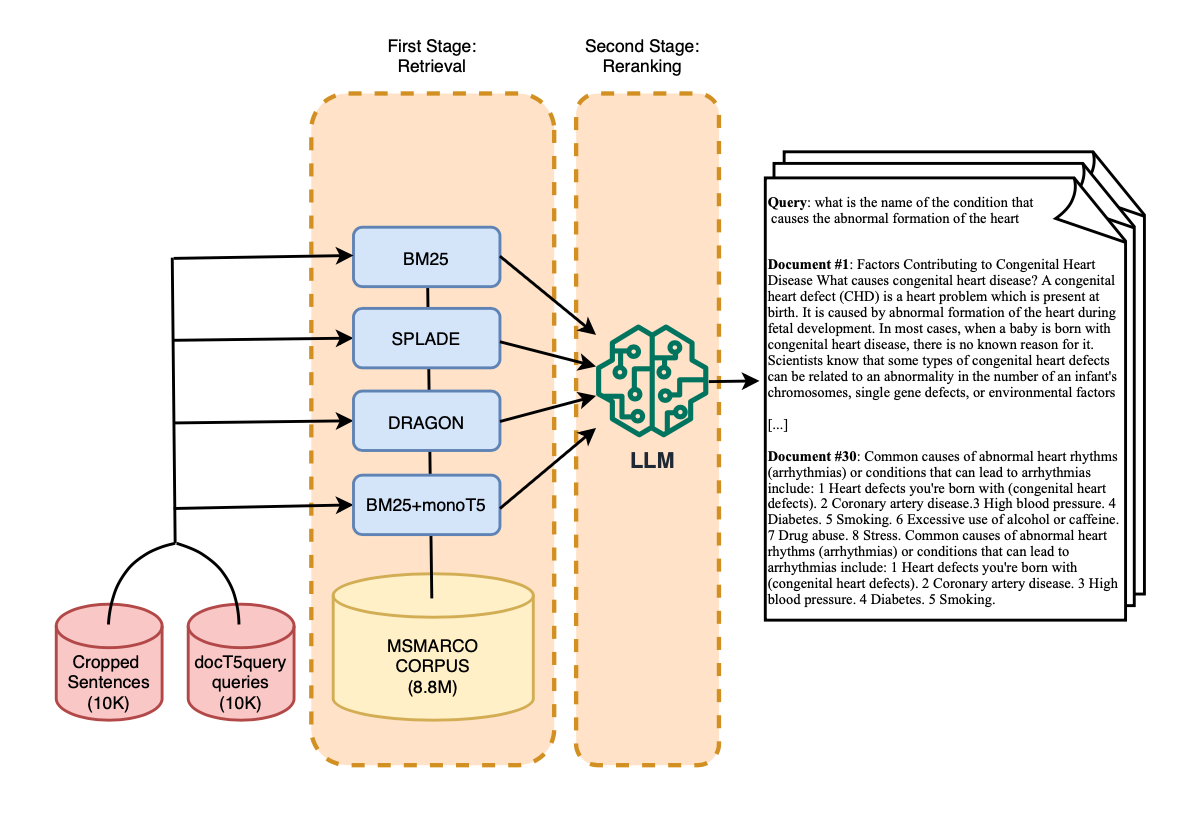 First Stage:
Retrieval
Second Stage:
Reranking
BM25
SPLADE
DRAGON
BM25+monoT5
MSMARCO
CORPUS
(8.8M)
Cropped
Sentences
(10K)
docT5query
queries
(10K)
LLM
Query: what is the name of the condition that
causes the abnormal formation of the heart
Document #1: Factors Contributing to Congenital Heart
Disease What causes congenital heart disease? A congenital
heart defect (CHD) is a heart problem which is present at
birth. It is caused by abnormal formation of the heart during
fetal development. In most cases, when a baby is born with
congenital heart disease, there is no known reason for it.
Scientists know that some types of congenital heart defects
can be related to an abnormality in the number of an infant's
chromosomes, single gene defects, or environmental factors
[...]
Document #30: Common causes of abnormal heart rhythms
(arrhythmias) or conditions that can lead to arrhythmias
include: 1 Heart defects you're born with (congenital heart
defects). 2 Coronary artery disease.3 High blood pressure. 4
Diabetes. 5 Smoking. 6 Excessive use of alcohol or caffeine.
7 Drug abuse. 8 Stress. Common causes of abnormal heart
rhythms (arrhythmias) or conditions that can lead to
arrhythmias include: 1 Heart defects you're born with
(congenital heart defects). 2 Coronary artery disease. 3 High
blood pressure. 4 Diabetes. 5 Smoking.